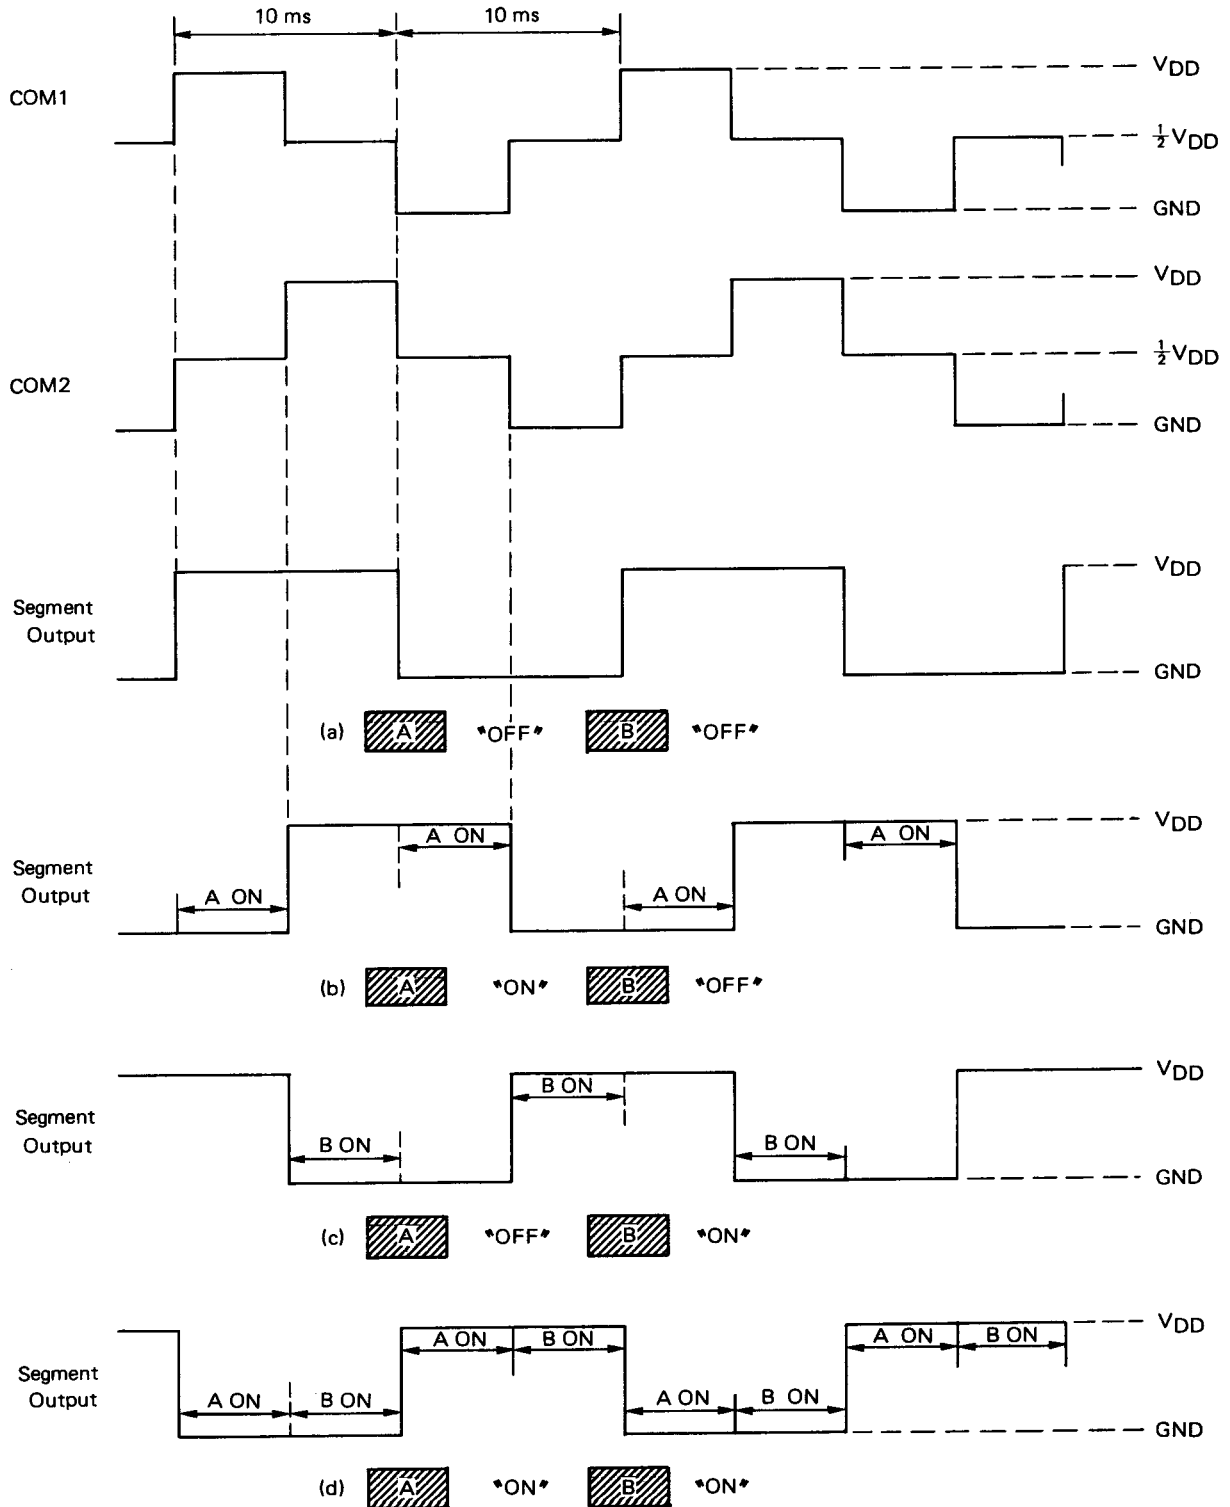 10 ms 10 ms
COM1
VDD
½VDD
GND
COM2
VDD
½VDD
GND
Segment
Output
VDD
GND
(a) A "OFF" B "OFF"
Segment
Output
A ON A ON A ON A ON
VDD
GND
(b) A "ON" B "OFF"
Segment
Output
B ON B ON B ON
VDD
GND
(c) A "OFF" B "ON"
Segment
Output
A ON B ON A ON B ON A ON B ON A ON B ON
VDD
GND
(d) A "ON" B "ON"